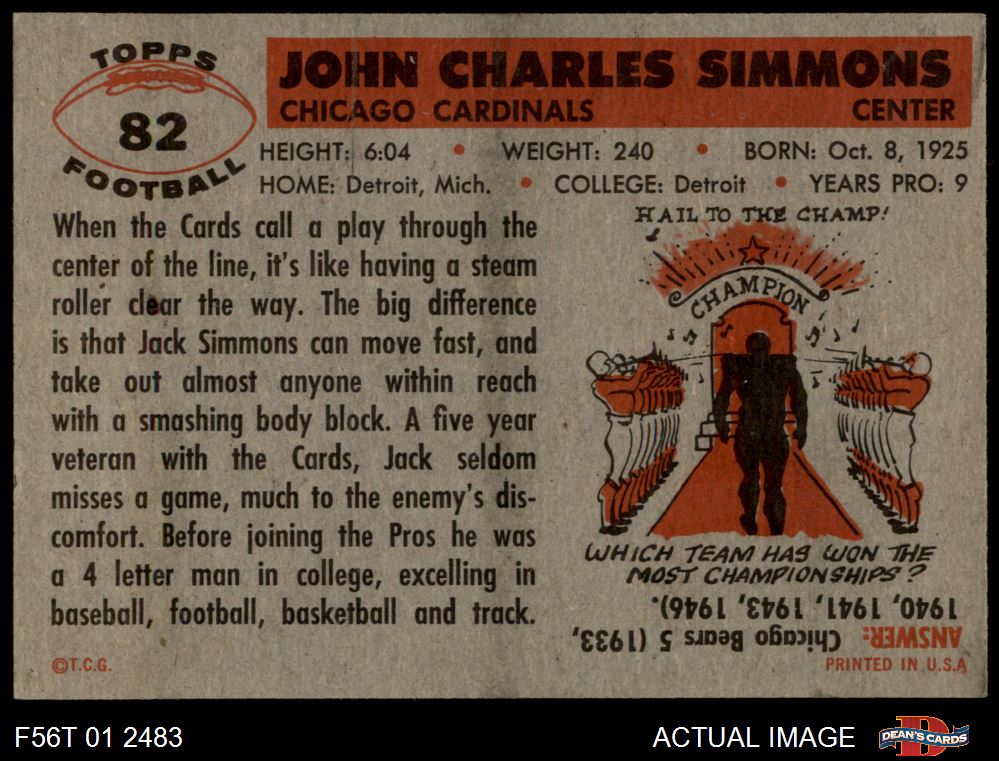 TOPPS
82
FOOTBALL
JOHN CHARLES SIMMONS
CHICAGO CARDINALS CENTER
HEIGHT: 6:04 • WEIGHT: 240 • BORN: Oct. 8, 1925
HOME: Detroit, Mich. • COLLEGE: Detroit • YEARS PRO: 9
When the Cards call a play through the
center of the line, it's like having a steam
roller clear the way. The big difference
is that Jack Simmons can move fast, and
take out almost anyone within reach
with a smashing body block. A five year
veteran with the Cards, Jack seldom
misses a game, much to the enemy's dis-
comfort. Before joining the Pros he was
a 4 letter man in college, excelling in
baseball, football, basketball and track.
©T.C.G.
HAIL TO THE CHAMP!
CHAMPION
WHICH TEAM HAS WON THE
MOST CHAMPIONSHIPS?
ANSWER: Chicago Bears 5 (1933,
1940, 1941, 1943, 1946).
PRINTED IN U.S.A
F56T 01 2483
ACTUAL IMAGE
D
DEAN'S CARDS